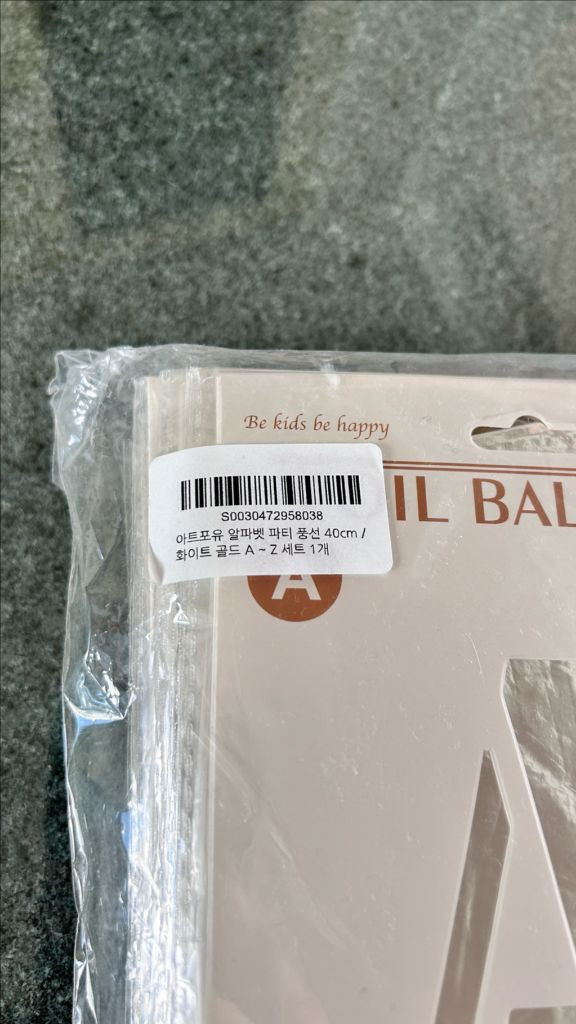 Be kids be happy
IL BAL
S0030472958038
아트포유 알파벳 파티 풍선 40cm /
화이트 골드 A ~ Z 세트 1개
A